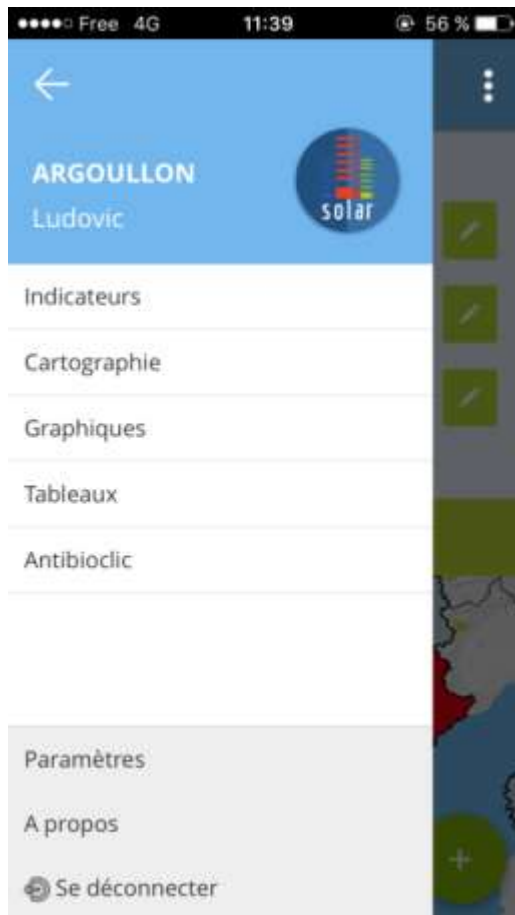 Free 4G 11:39 56 %
ARGOULLON
Ludovic
solar
Indicateurs
Cartographie
Graphiques
Tableaux
Antibioclic
Paramètres
A propos
Se déconnecter